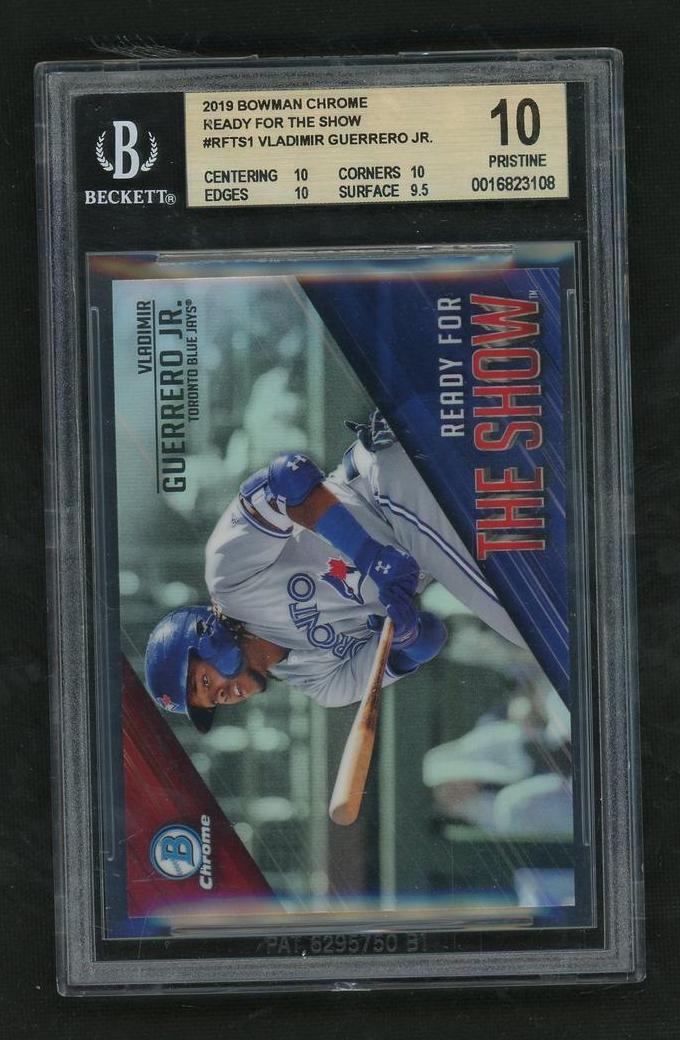 2019 BOWMAN CHROME
READY FOR THE SHOW
#RFTS1 VLADIMIR GUERRERO JR.
CENTERING 10 CORNERS 10
EDGES 10 SURFACE 9.5
10
PRISTINE
0016823108
B
BECKETT®
READY FOR
THE SHOW™
VLADIMIR
GUERRERO JR.
TORONTO BLUE JAYS®
TORONTO
B
Chrome
PAT 6295750 B1